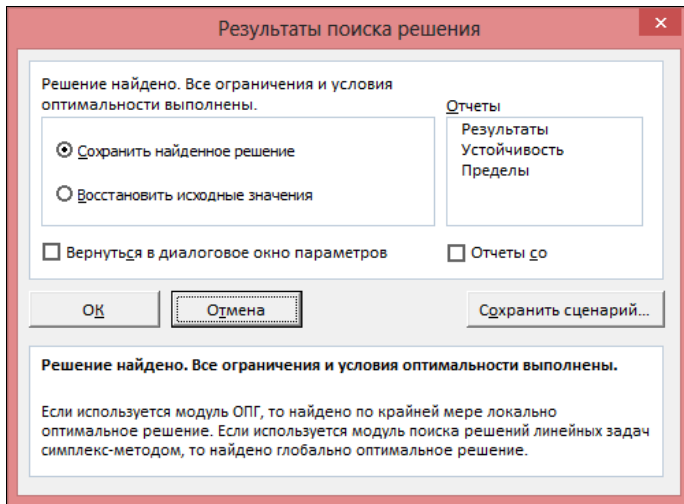 Результаты поиска решения
Решение найдено. Все ограничения и условия
оптимальности выполнены.
Отчеты
Результаты
Устойчивость
Пределы
Сохранить найденное решение
Восстановить исходные значения
Вернуться в диалоговое окно параметров
Отчеты со
ОК
Отмена
Сохранить сценарий...
Решение найдено. Все ограничения и условия оптимальности выполнены.
Если используется модуль ОПГ, то найдено по крайней мере локально
оптимальное решение. Если используется модуль поиска решений линейных задач
симплекс-методом, то найдено глобально оптимальное решение.